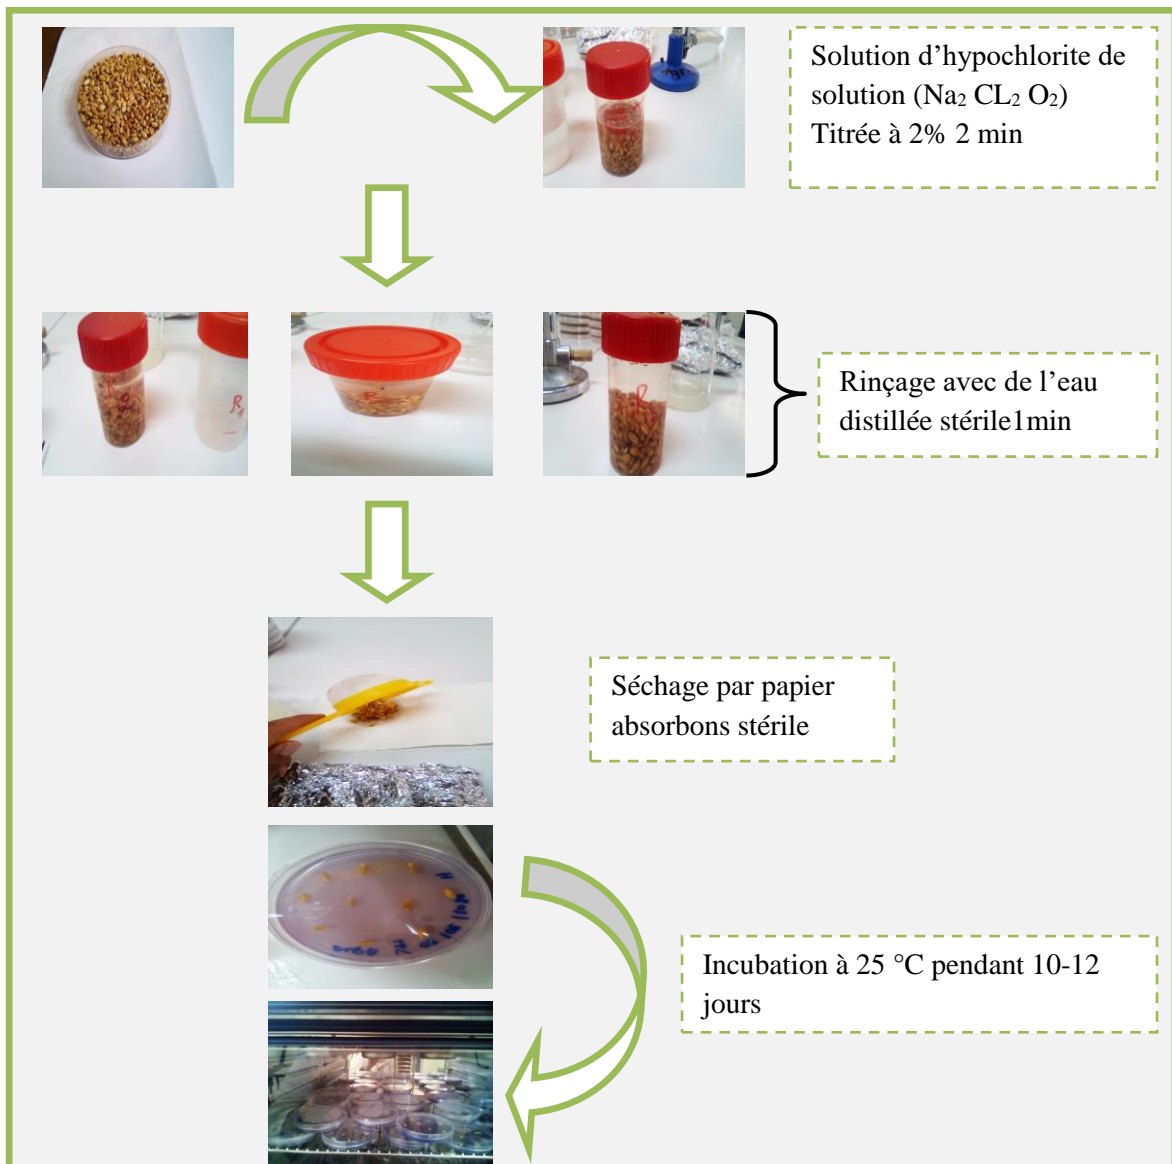 Solution d’hypochlorite de
solution (Na₂ CL₂ O₂)
Titrée à 2% 2 min
R
Rinçage avec de l’eau
distillée stérile1min
Séchage par papier
absorbons stérile
Incubation à 25 °C pendant 10-12
jours